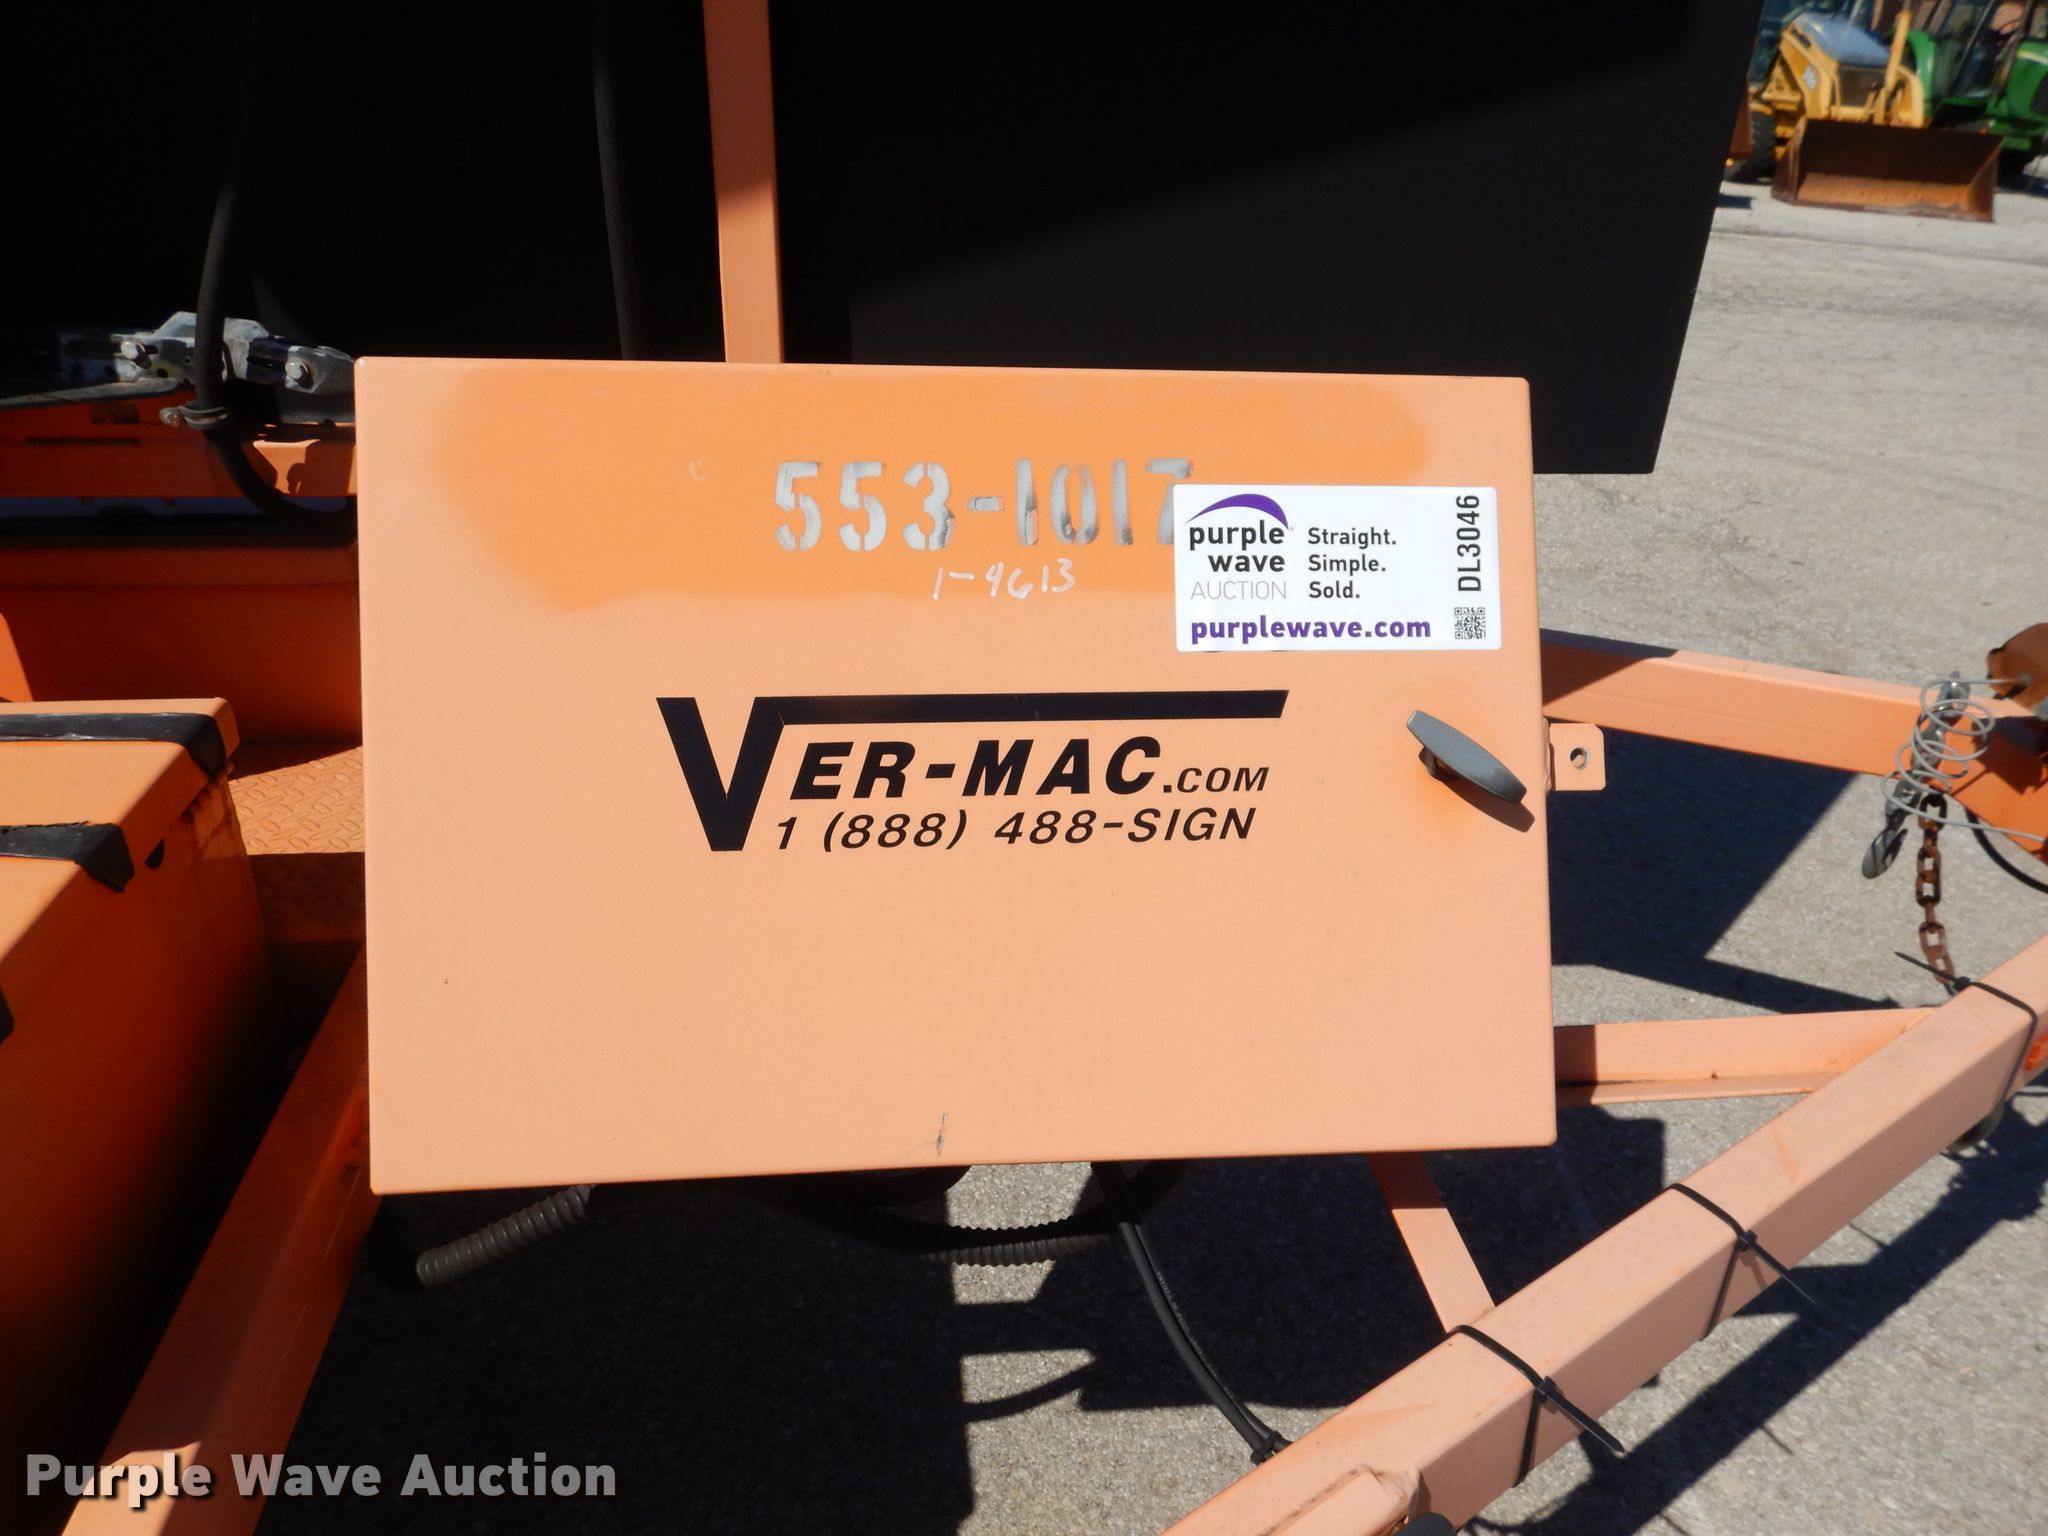 553-1017
1-4613
purple
wave
AUCTION
Straight.
Simple.
Sold.
DL3046
purplewave.com
VER-MAC.COM
1 (888) 488-SIGN
Purple Wave Auction